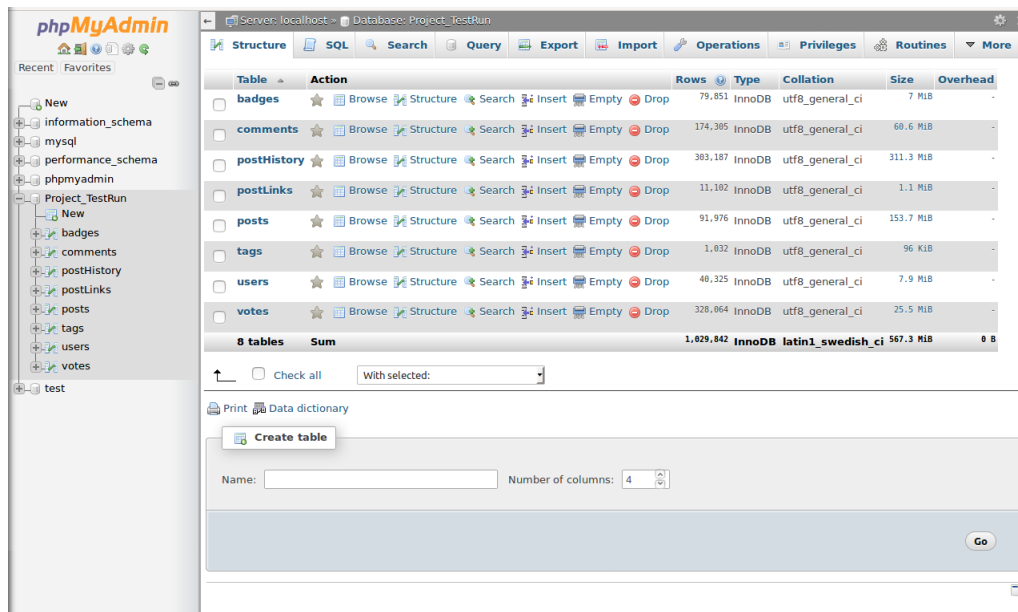 phpMyAdmin
Recent Favorites
New
information_schema
mysql
performance_schema
phpmyadmin
Project_TestRun
New
badges
comments
postHistory
postLinks
posts
tags
users
votes
test
Server: localhost » Database: Project_TestRun
Structure SQL Search Query Export Import Operations Privileges Routines More
Table Action Rows Type Collation Size Overhead
badges Browse Structure Search Insert Empty Drop 79,851 InnoDB utf8_general_ci 7 MiB -
comments Browse Structure Search Insert Empty Drop 174,305 InnoDB utf8_general_ci 60.6 MiB -
postHistory Browse Structure Search Insert Empty Drop 303,187 InnoDB utf8_general_ci 311.3 MiB -
postLinks Browse Structure Search Insert Empty Drop 11,102 InnoDB utf8_general_ci 1.1 MiB -
posts Browse Structure Search Insert Empty Drop 91,976 InnoDB utf8_general_ci 153.7 MiB -
tags Browse Structure Search Insert Empty Drop 1,032 InnoDB utf8_general_ci 96 KiB -
users Browse Structure Search Insert Empty Drop 40,325 InnoDB utf8_general_ci 7.9 MiB -
votes Browse Structure Search Insert Empty Drop 328,064 InnoDB utf8_general_ci 25.5 MiB -
8 tables Sum 1,029,842 InnoDB latin1_swedish_ci 567.3 MiB 0 B
Check all With selected:
Print Data dictionary
Create table
Name: Number of columns: 4
Go